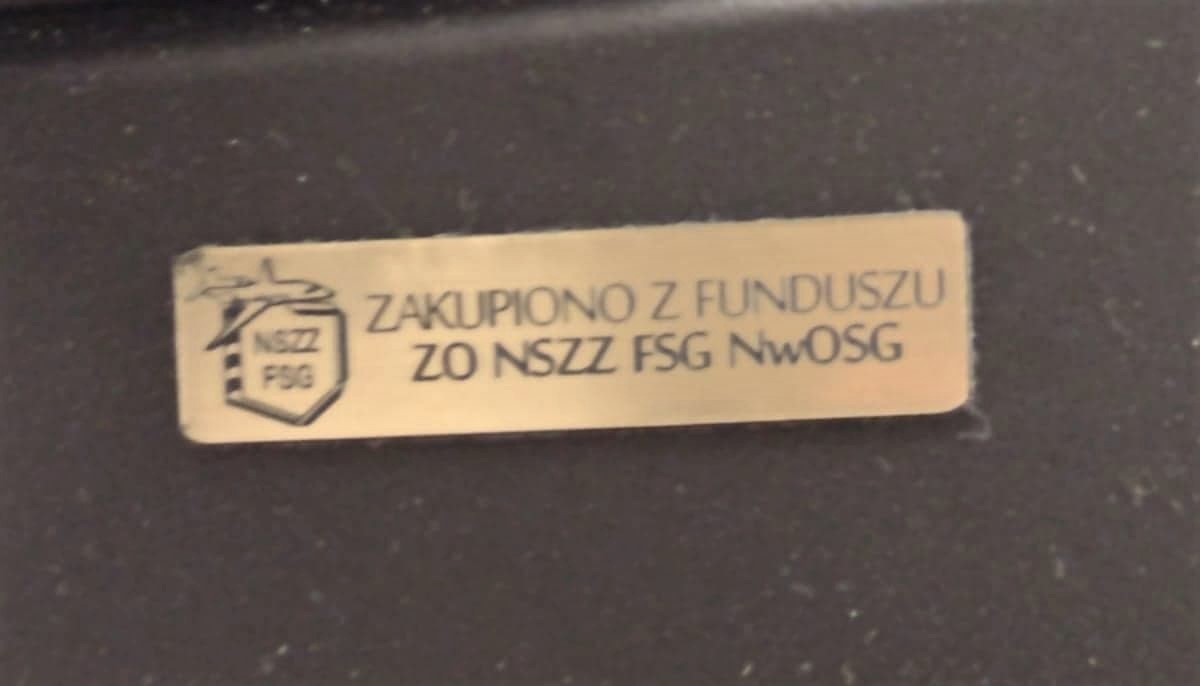 NSZZ
FSG
ZAKUPIONO Z FUNDUSZU
ZO NSZZ FSG NwOSG